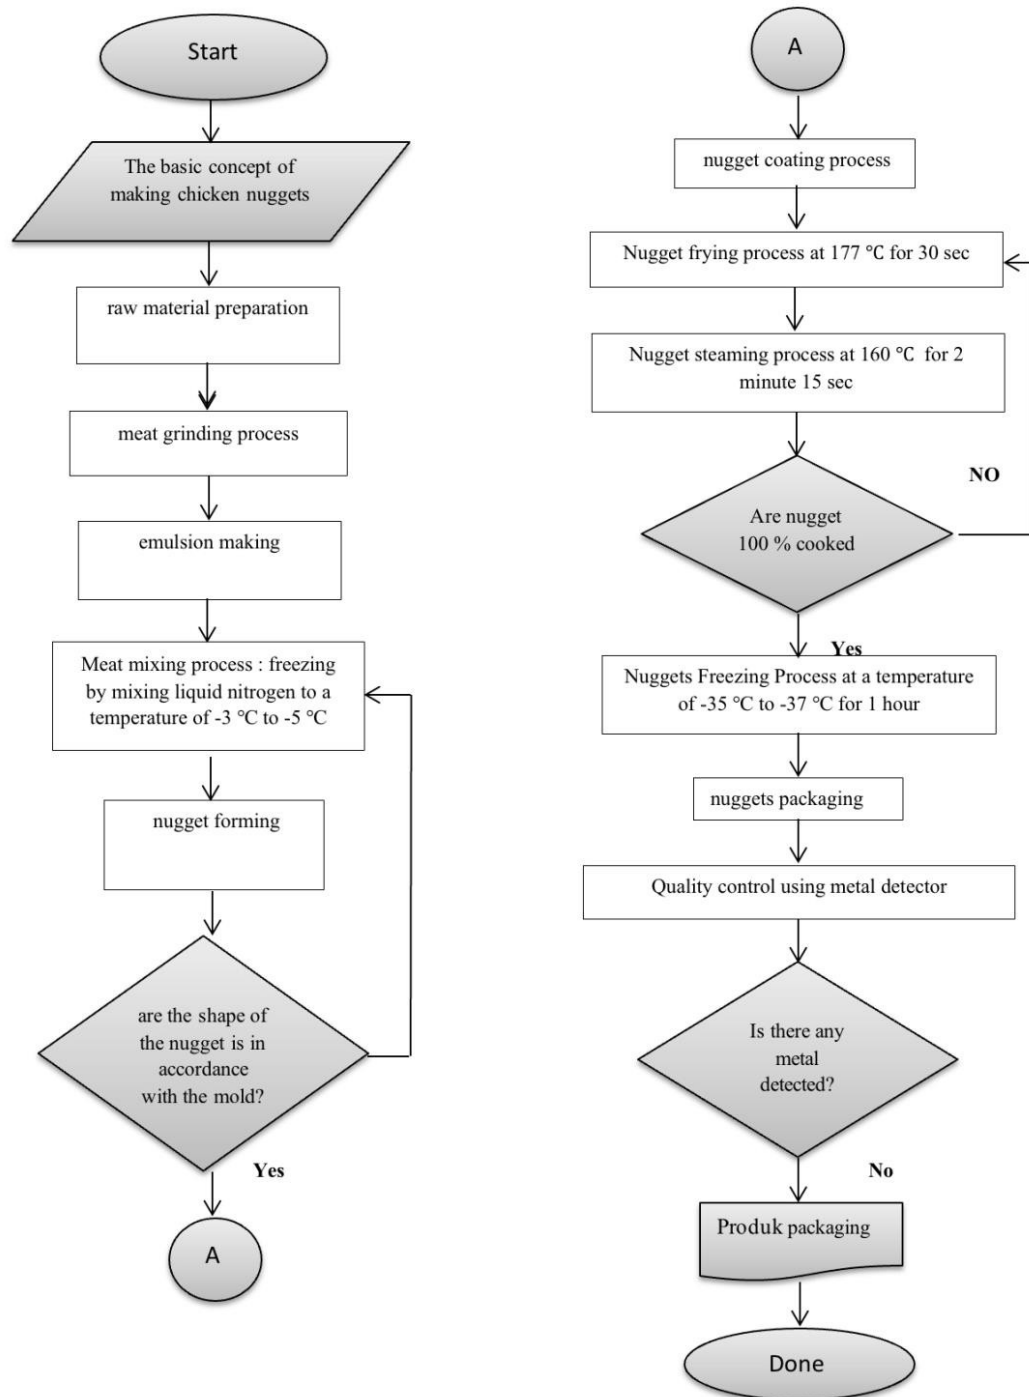 Start
The basic concept of
making chicken nuggets
raw material preparation
meat grinding process
emulsion making
Meat mixing process : freezing
by mixing liquid nitrogen to a
temperature of -3 °C to -5 °C
nugget forming
are the shape of
the nugget is in
accordance
with the mold?
Yes
A
A
nugget coating process
Nugget frying process at 177 °C for 30 sec
Nugget steaming process at 160 °C for 2
minute 15 sec
NO
Are nugget
100 % cooked
Yes
Nuggets Freezing Process at a temperature
of -35 °C to -37 °C for 1 hour
nuggets packaging
Quality control using metal detector
Is there any
metal
detected?
No
Produk packaging
Done